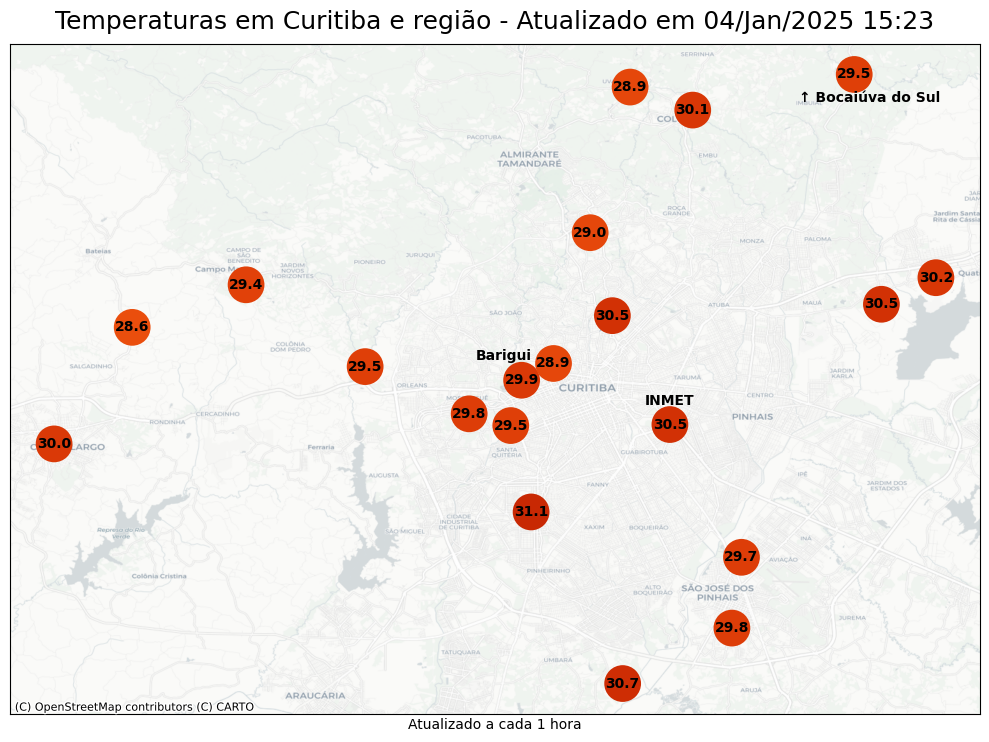 Temperaturas em Curitiba e região - Atualizado em 04/Jan/2025 15:23
SERRINHA
29.5
28.9
↑ Bocaiúva do Sul
30.1
PACOTUBA
ALMIRANTE
TAMANDARÉ
EMBU
ROÇA
GRANDE
Jardim Santa
Rita de Cássia
29.0
MONZA
PALOMA
Bateias
CAMPO DE
SÃO
BENEDITO
JURUQUI
PIONEIRO
JARDIM
NOVOS
HORIZONTES
29.4
30.2
MAUÁ
30.5
ATUBA
SÃO JOÃO
30.5
28.6
COLÔNIA
DOM PEDRO
Barigui
28.9
SALGADINHO
29.5
JARDIM
KARLA
TARUMÃ
29.9
ORLEANS
CURITIBA
CENTRO
INMET
29.8
CERCADINHO
PINHAIS
RONDINHA
29.5
30.5
30.0
Ferraria
SANTA
QUITÉRIA
GUABIROTUBA
AUGUSTA
IPÊ
FANNY
JARDIM DOS
ESTADOS I
31.1
CIDADE
INDUSTRIAL
DE CURITIBA
XAXIM
BOQUEIRÃO
Represa do Rio
Verde
SÃO MIGUEL
INÁ
29.7
AVIAÇÃO
PINHEIRINHO
Colônia Cristina
ALTO
BOQUEIRÃO
SÃO JOSÉ DOS
PINHAIS
JUREMA
29.8
TATUQUARA
UMBARÁ
30.7
ARUJÁ
ARAUCÁRIA
(C) OpenStreetMap contributors (C) CARTO
Atualizado a cada 1 hora